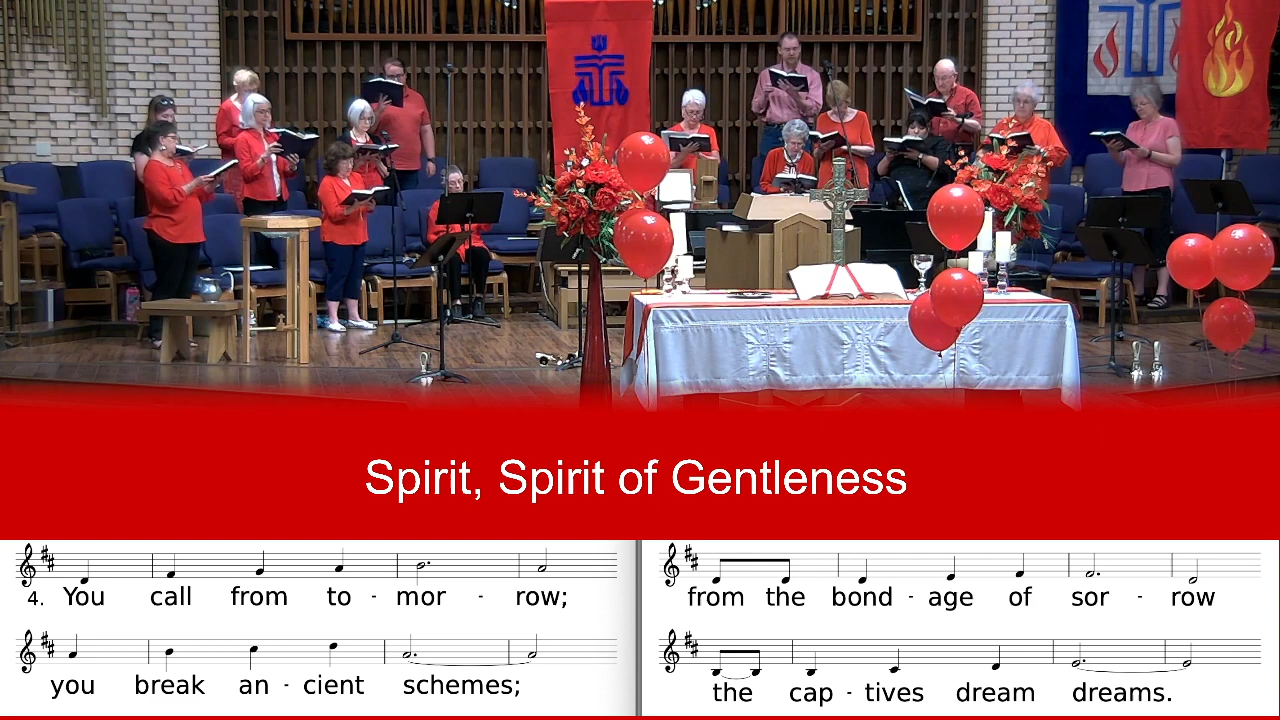 Spirit, Spirit of Gentleness
4. You call from to - mor - row;
you break an - cient schemes;
from the bond - age of sor - row
the cap - tives dream dreams.